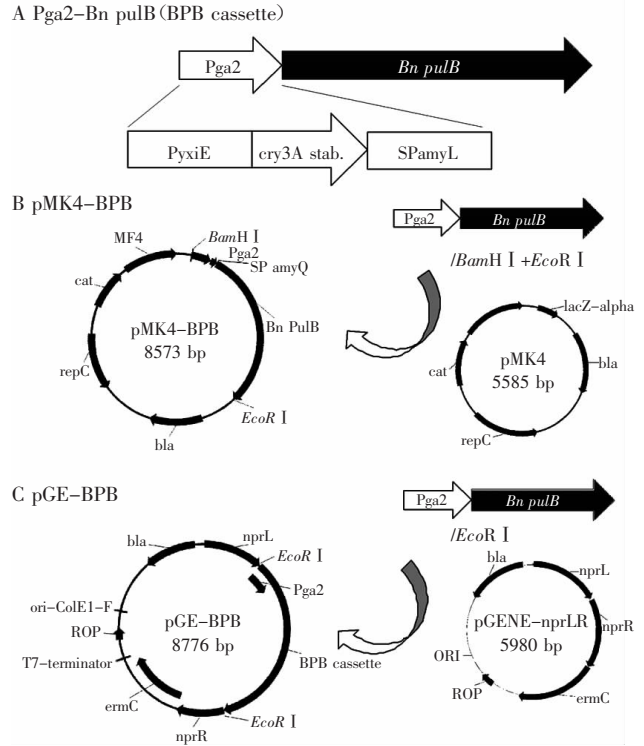 A Pga2-Bn pulB(BPB cassette)
Pga2
Bn pulB
PyxiE
cry3A stab.
SPamyL
B pMK4-BPB
MF4
BamH I
Pga2
SP amyQ
cat
Bn PulB
pMK4-BPB
8573 bp
repC
EcoR I
bla
Pga2
Bn pulB
/BamH I +EcoR I
lacZ-alpha
bla
pMK4
5585 bp
cat
repC
C pGE-BPB
bla
nprL
EcoR I
Pga2
ori-ColE1-F
pGE-BPB
8776 bp
ROP
BPB cassette
T7-terminator
ermC
EcoR I
nprR
Pga2
Bn pulB
/EcoR I
bla
nprL
nprR
pGENE-nprLR
5980 bp
ORI
ROP
ermC